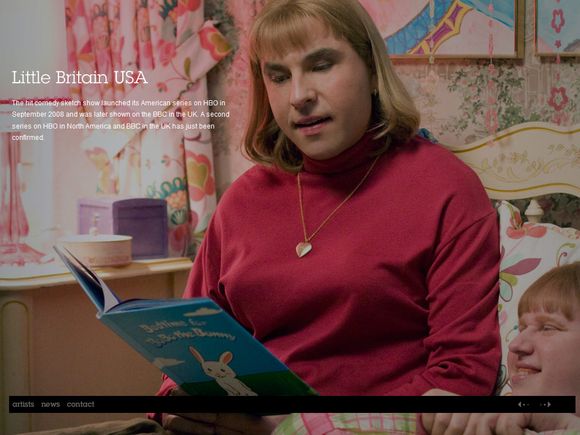 Little Britain USA
The hit comedy sketch show launched its American series on HBO in
September 2008 and was later shown on the BBC in the UK. A second
series on HBO in North America and BBC in the UK has just been
confirmed.
Bedtime for
artists news contact